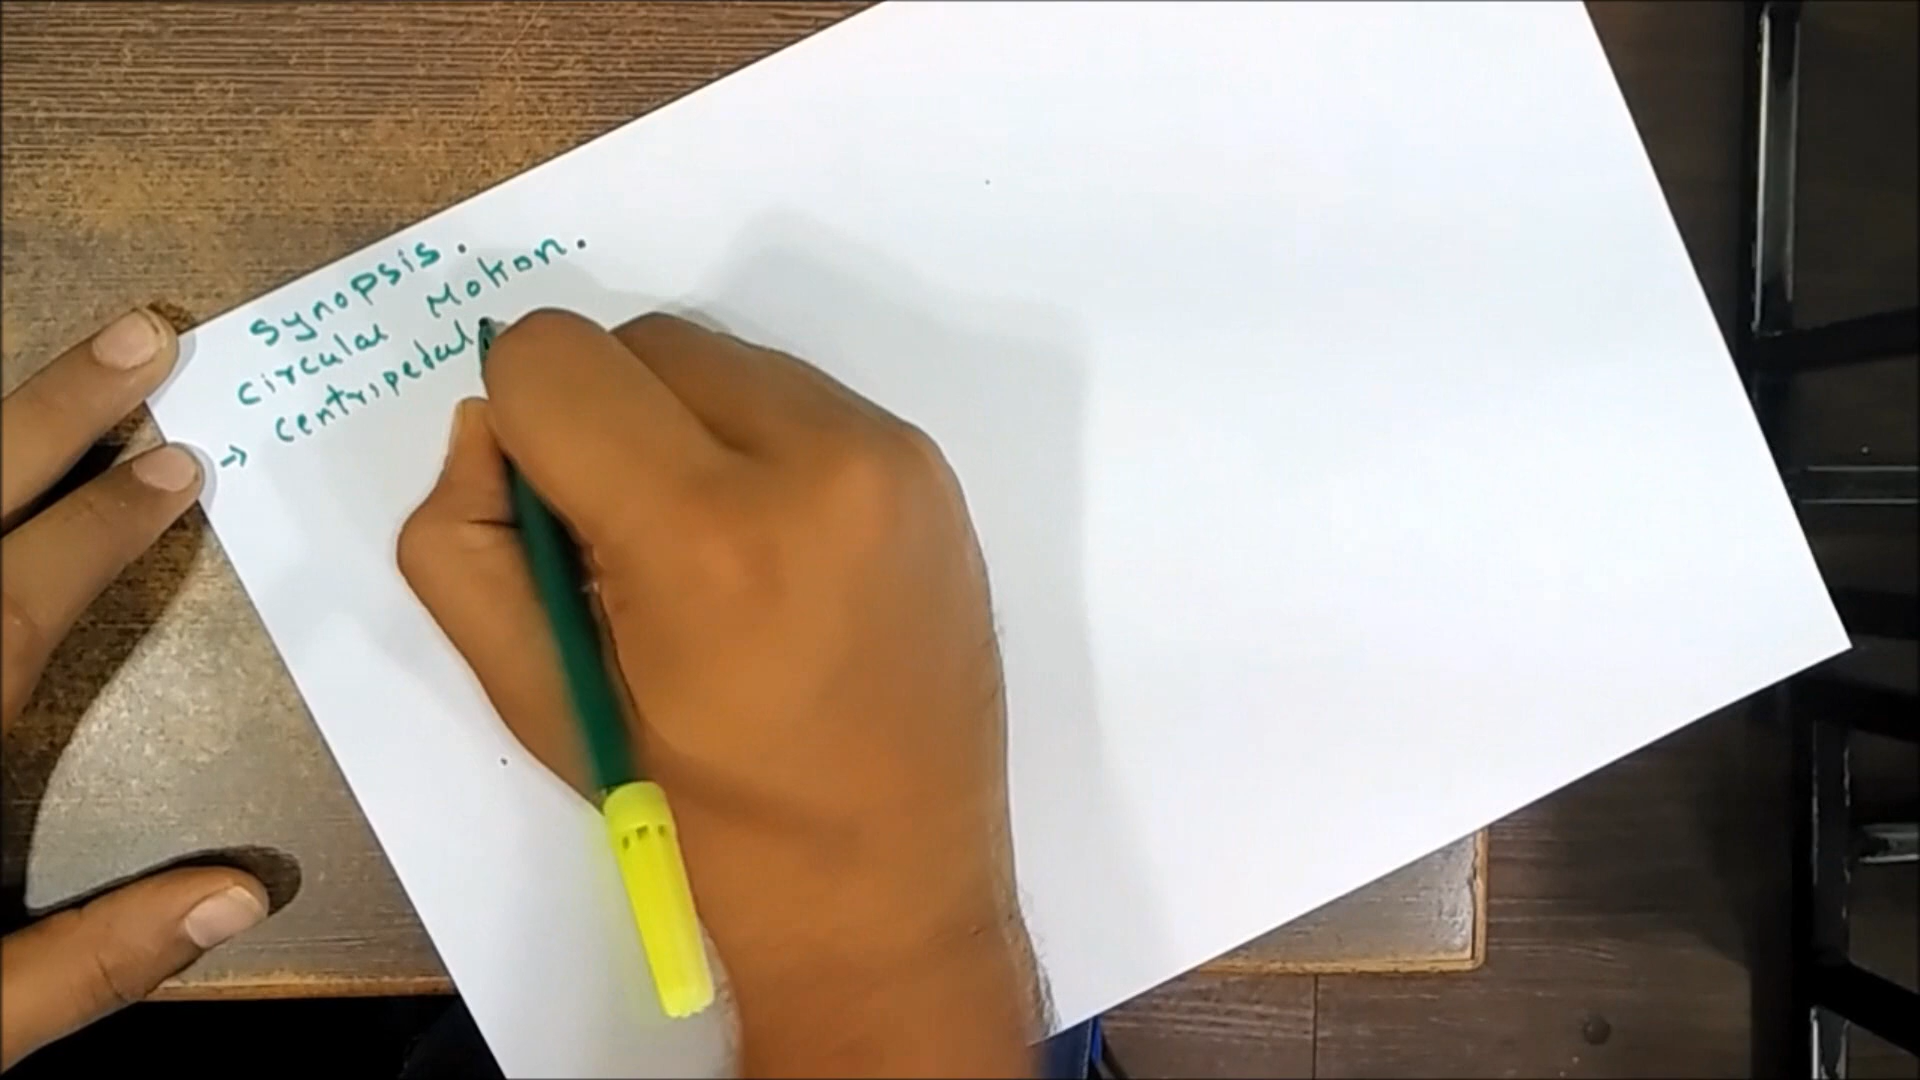 Synopsis.
circular Motion.
→ centripetal